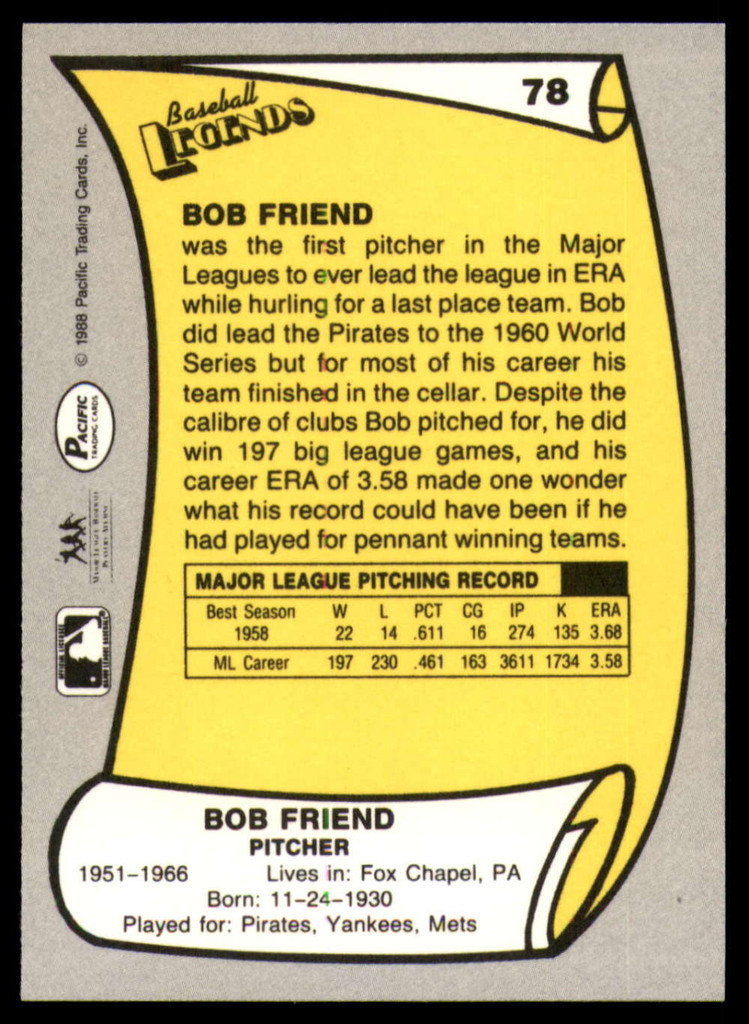 78
Baseball
LEGENDS
BOB FRIEND
was the first pitcher in the Major
Leagues to ever lead the league in ERA
while hurling for a last place team. Bob
did lead the Pirates to the 1960 World
Series but for most of his career his
team finished in the cellar. Despite the
calibre of clubs Bob pitched for, he did
win 197 big league games, and his
career ERA of 3.58 made one wonder
what his record could have been if he
had played for pennant winning teams.
MAJOR LEAGUE PITCHING RECORD
Best Season W L PCT CG IP K ERA
1958 22 14 .611 16 274 135 3.68
ML Career 197 230 .461 163 3611 1734 3.58
BOB FRIEND
PITCHER
1951-1966 Lives in: Fox Chapel, PA
Born: 11-24-1930
Played for: Pirates, Yankees, Mets
© 1988 Pacific Trading Cards, Inc.
PACIFIC
TRADING CARDS